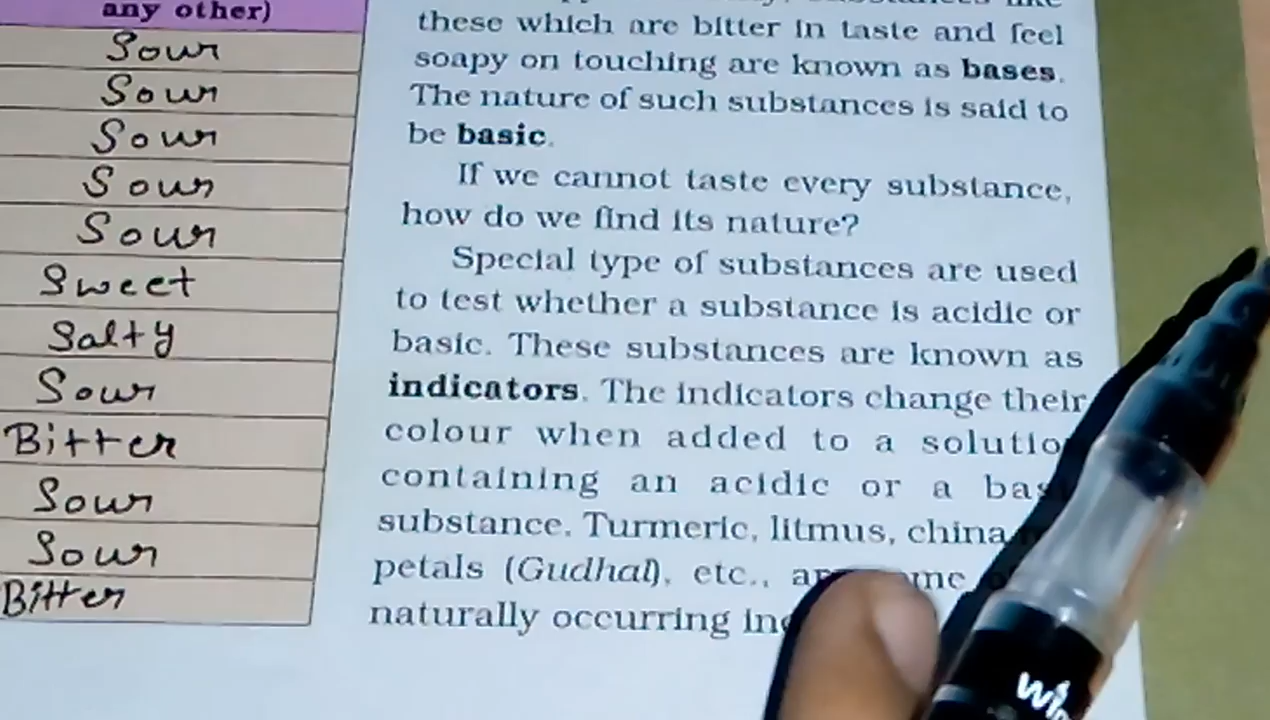 any other)
Sour
Sour
Sour
Sour
Sour
Sweet
Salty
Sour
Bitter
Sour
Sour
Bitter
these which are bitter in taste and feel
soapy on touching are known as bases.
The nature of such substances is said to
be basic.
If we cannot taste every substance,
how do we find its nature?
Special type of substances are used
to test whether a substance is acidic or
basic. These substances are known as
indicators. The indicators change their
colour when added to a solutio
containing an acidic or a bas
substance. Turmeric, litmus, china
petals (Gudhal), etc.,
naturally occurring